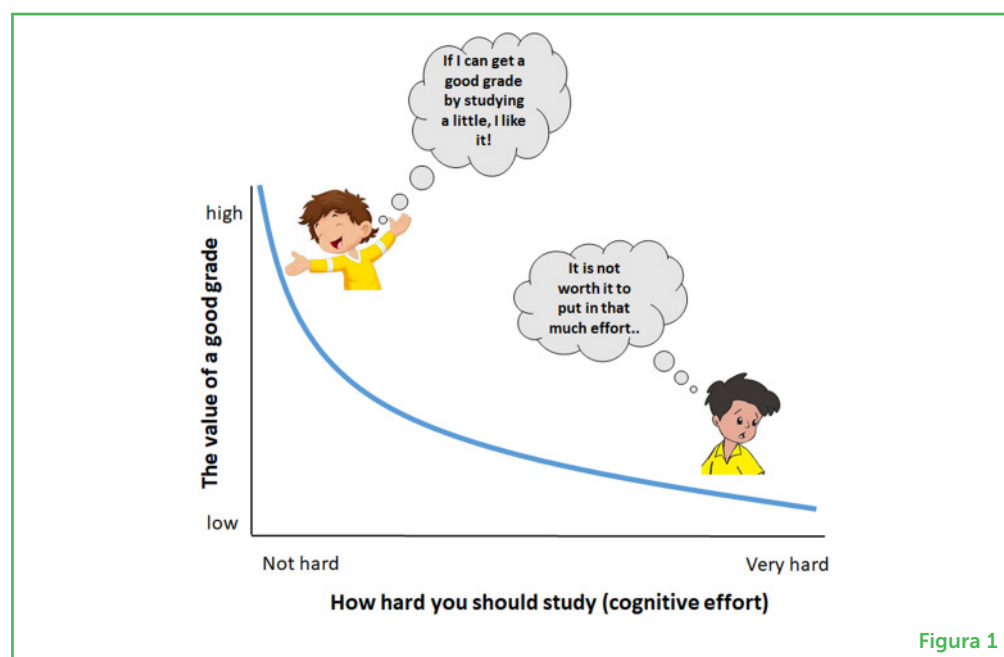 If I can get a
good grade
by studying
a little, I like
it!
high
It is not
worth it to
put in that
much effort..
The value of a good grade
low
Not hard
Very hard
How hard you should study (cognitive effort)
Figura 1